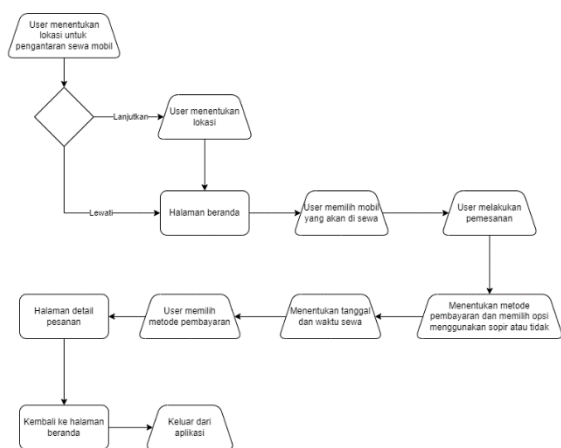 User menentukan
lokasi untuk
pengantaran sewa mobil
Lanjutkan
User menentukan
lokasi
Lewati
Halaman beranda
User memilih mobil
yang akan di sewa
User melakukan
pemesanan
Menentukan metode
pembayaran dan memilih opsi
menggunakan sopir atau tidak
Menentukan tanggal
dan waktu sewa
User memilih
metode pembayaran
Halaman detail
pesanan
Kembali ke halaman
beranda
Keluar dari
aplikasi